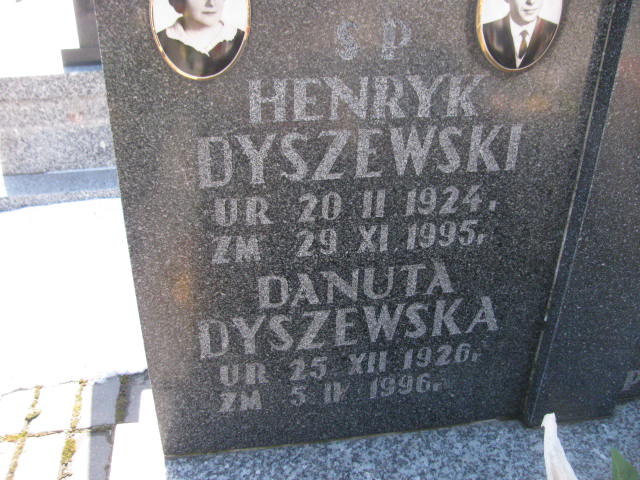 Ś P
HENRYK
DYSZEWSKI
UR 20 II 1924r
ZM 29 XI 1995r
DANUTA
DYSZEWSKA
UR 25 XII 1926r
ZM 5 IV 1996r